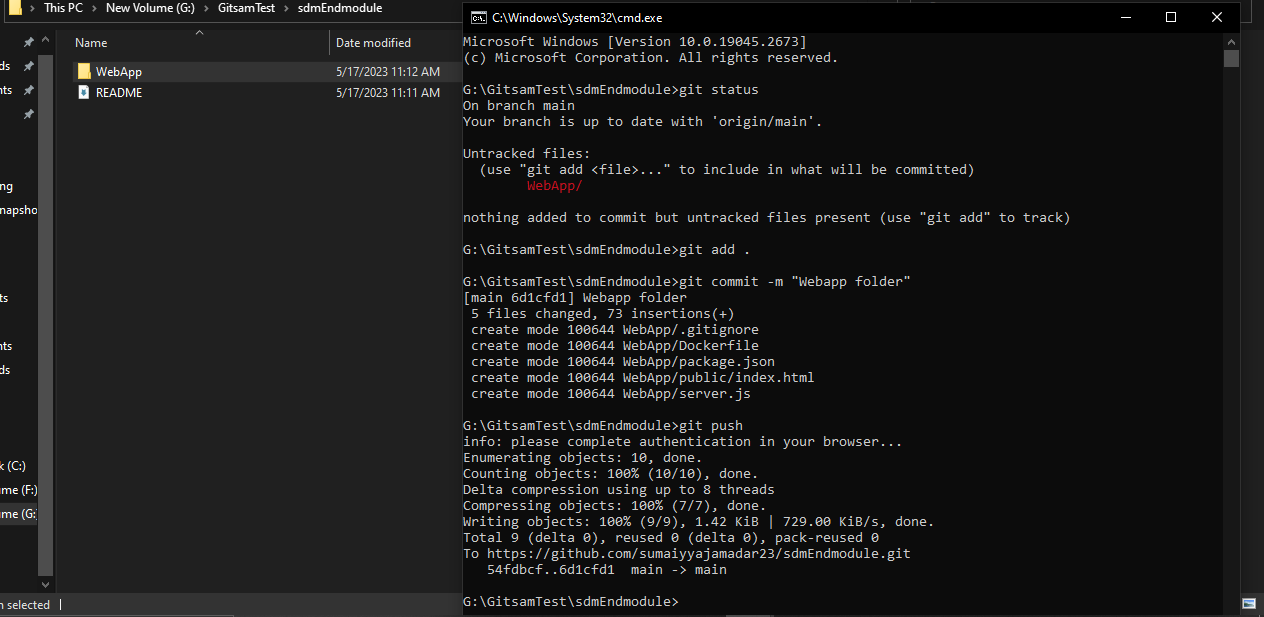 This PC > New Volume (G:) > GitsamTest > sdmEndmodule
Name
Date modified
WebApp 5/17/2023 11:12 AM
README 5/17/2023 11:11 AM
ds
nts
ng
napsho
ts
nts
ds
k (C:)
me (F:)
me (G:
n selected
C:\Windows\System32\cmd.exe
Microsoft Windows [Version 10.0.19045.2673]
(c) Microsoft Corporation. All rights reserved.
G:\GitsamTest\sdmEndmodule>git status
On branch main
Your branch is up to date with 'origin/main'.
Untracked files:
(use "git add <file>..." to include in what will be committed)
WebApp/
nothing added to commit but untracked files present (use "git add" to track)
G:\GitsamTest\sdmEndmodule>git add .
G:\GitsamTest\sdmEndmodule>git commit -m "Webapp folder"
[main 6d1cfd1] Webapp folder
5 files changed, 73 insertions(+)
create mode 100644 WebApp/.gitignore
create mode 100644 WebApp/Dockerfile
create mode 100644 WebApp/package.json
create mode 100644 WebApp/public/index.html
create mode 100644 WebApp/server.js
G:\GitsamTest\sdmEndmodule>git push
info: please complete authentication in your browser...
Enumerating objects: 10, done.
Counting objects: 100% (10/10), done.
Delta compression using up to 8 threads
Compressing objects: 100% (7/7), done.
Writing objects: 100% (9/9), 1.42 KiB | 729.00 KiB/s, done.
Total 9 (delta 0), reused 0 (delta 0), pack-reused 0
To https://github.com/sumaiyyajamadar23/sdmEndmodule.git
54fdbcf..6d1cfd1 main -> main
G:\GitsamTest\sdmEndmodule>